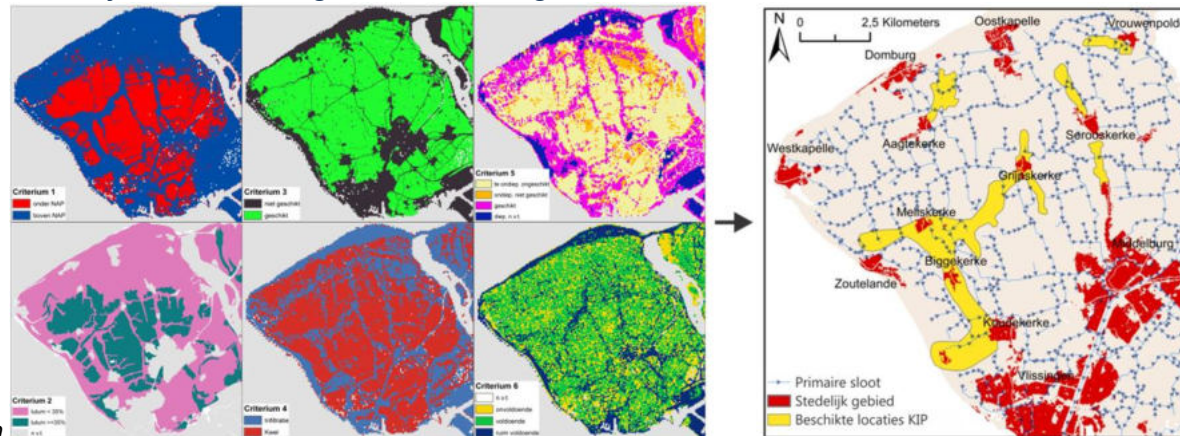 Criterium 1
onder NAP
boven NAP
Criterium 3
niet geschikt
geschikt
Criterium 5
te ondiep, ongeschikt
ondiep, niet geschikt
geschikt
diep, n.v.t.
Criterium 2
lutum < 35%
lutum >=35%
n.v.t.
Criterium 4
Infiltratie
Kwel
Criterium 6
n.v.t.
onvoldoende
voldoende
ruim voldoende
N
0 2,5 Kilometers
Oostkapelle
Vrouwenpold
Domburg
Serooskerke
Aagtekerke
Westkapelle
Grijpskerke
Meliskerke
Middelburg
Biggekerke
Zoutelande
Koudekerke
Vlissingen
Primaire sloot
Stedelijk gebied
Beschikte locaties KIP